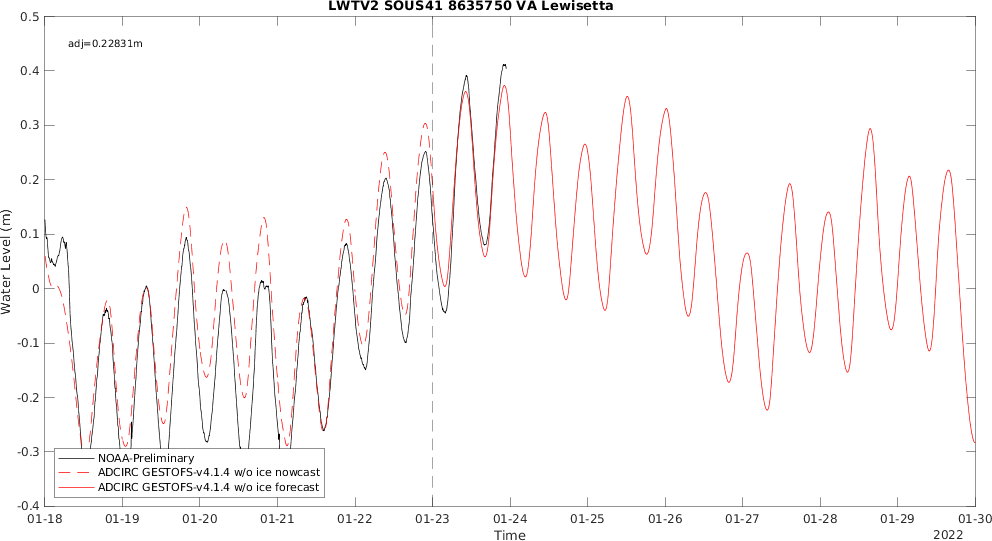 LWTV2 SOUS41 8635750 VA Lewisetta
adj=0.22831m
Water Level (m)
0.5
0.4
0.3
0.2
0.1
0
-0.1
-0.2
-0.3
-0.4
NOAA-Preliminary
ADCIRC GESTOFS-v4.1.4 w/o ice nowcast
ADCIRC GESTOFS-v4.1.4 w/o ice forecast
01-18 01-19 01-20 01-21 01-22 01-23 01-24 01-25 01-26 01-27 01-28 01-29 01-30
Time
2022